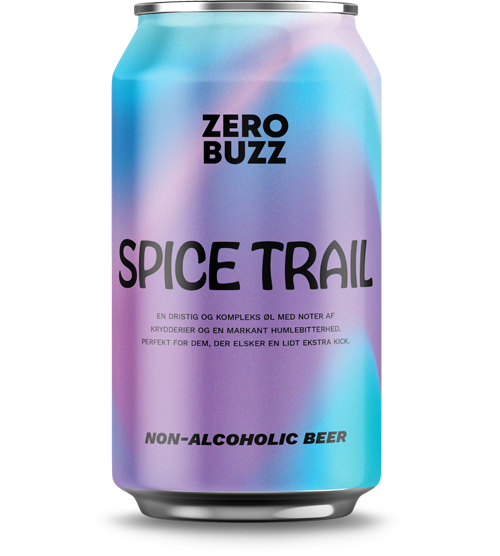 ZERO
BUZZ
SPICE TRAIL
EN DRISTIG OG KOMPLEKS ØL MED NOTER AF
KRYDDERIER OG EN MARKANT HUMLEBITTERHED.
PERFEKT FOR DEM, DER ELSKER EN LIDT EKSTRA KICK.
NON-ALCOHOLIC BEER